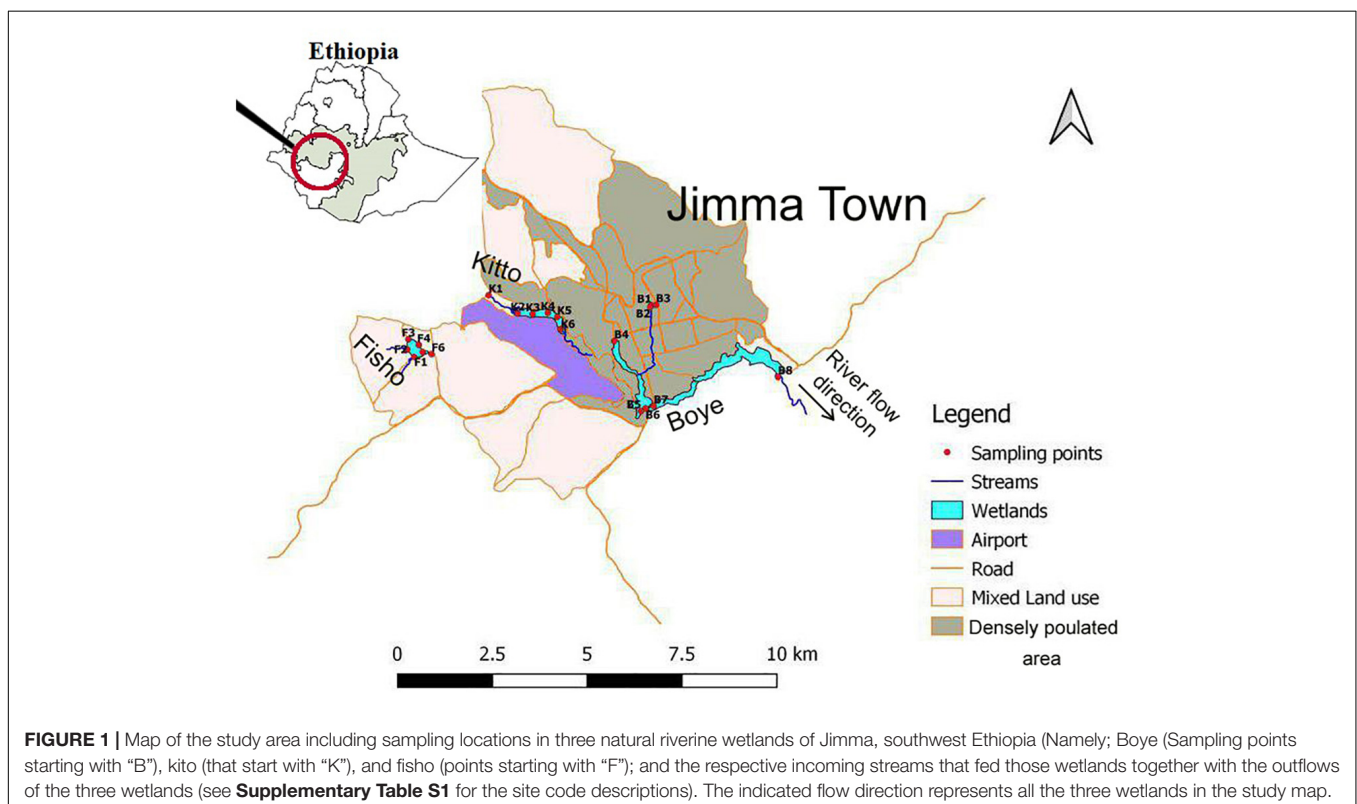 Ethiopia
Jimma Town
Kitto
K1
K2
K3
K4
K5
K6
B1
B3
B2
B4
F3
F4
F2
F6
F1
Fisho
B5
B7
B6
Boye
B8
River flow
direction
Legend
Sampling points
Streams
Wetlands
Airport
Road
Mixed Land use
Densely poulated
area
0 2.5 5 7.5 10 km
FIGURE 1 | Map of the study area including sampling locations in three natural riverine wetlands of Jimma, southwest Ethiopia (Namely; Boye (Sampling points
starting with “B”), kito (that start with “K”), and fisho (points starting with “F”); and the respective incoming streams that fed those wetlands together with the outflows
of the three wetlands (see Supplementary Table S1 for the site code descriptions). The indicated flow direction represents all the three wetlands in the study map.